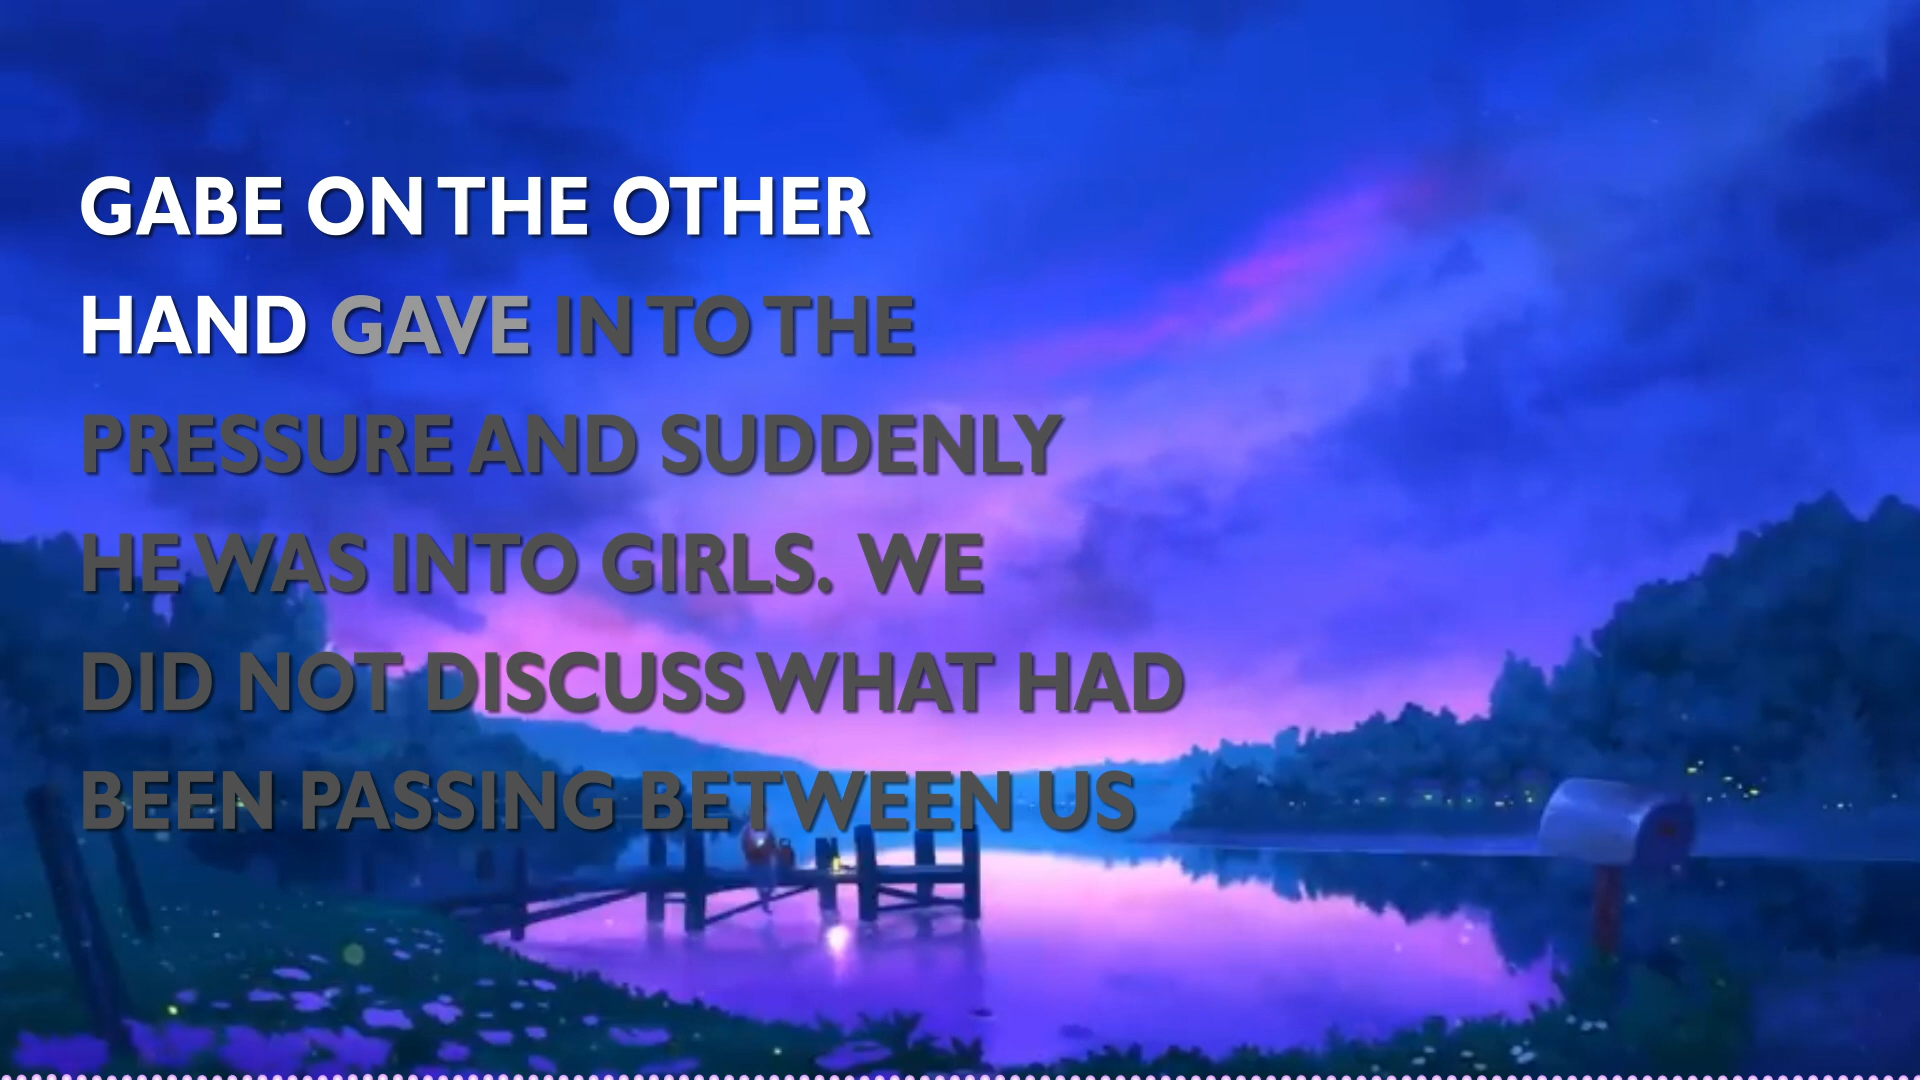 GABE ON THE OTHER
HAND GAVE IN TO THE
PRESSURE AND SUDDENLY
HE WAS INTO GIRLS. WE
DID NOT DISCUSS WHAT HAD
BEEN PASSING BETWEEN US